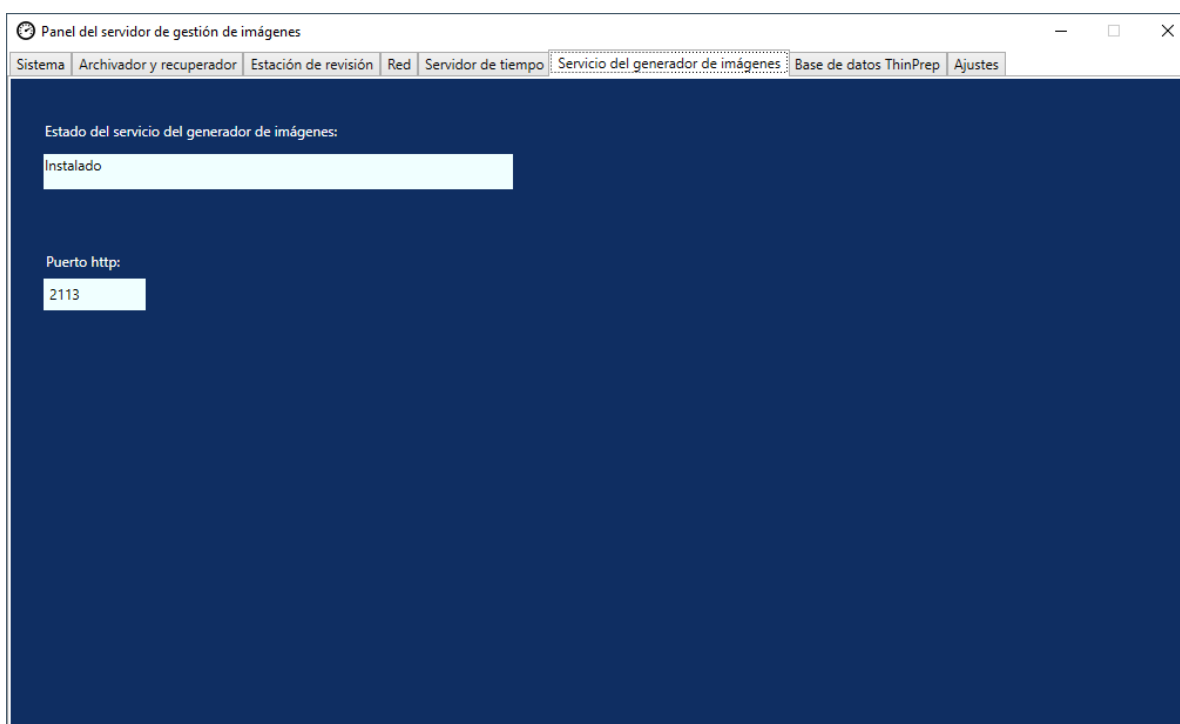 Panel del servidor de gestión de imágenes
Sistema Archivador y recuperador Estación de revisión Red Servidor de tiempo Servicio del generador de imágenes Base de datos ThinPrep Ajustes
Estado del servicio del generador de imágenes:
Instalado
Puerto http:
2113